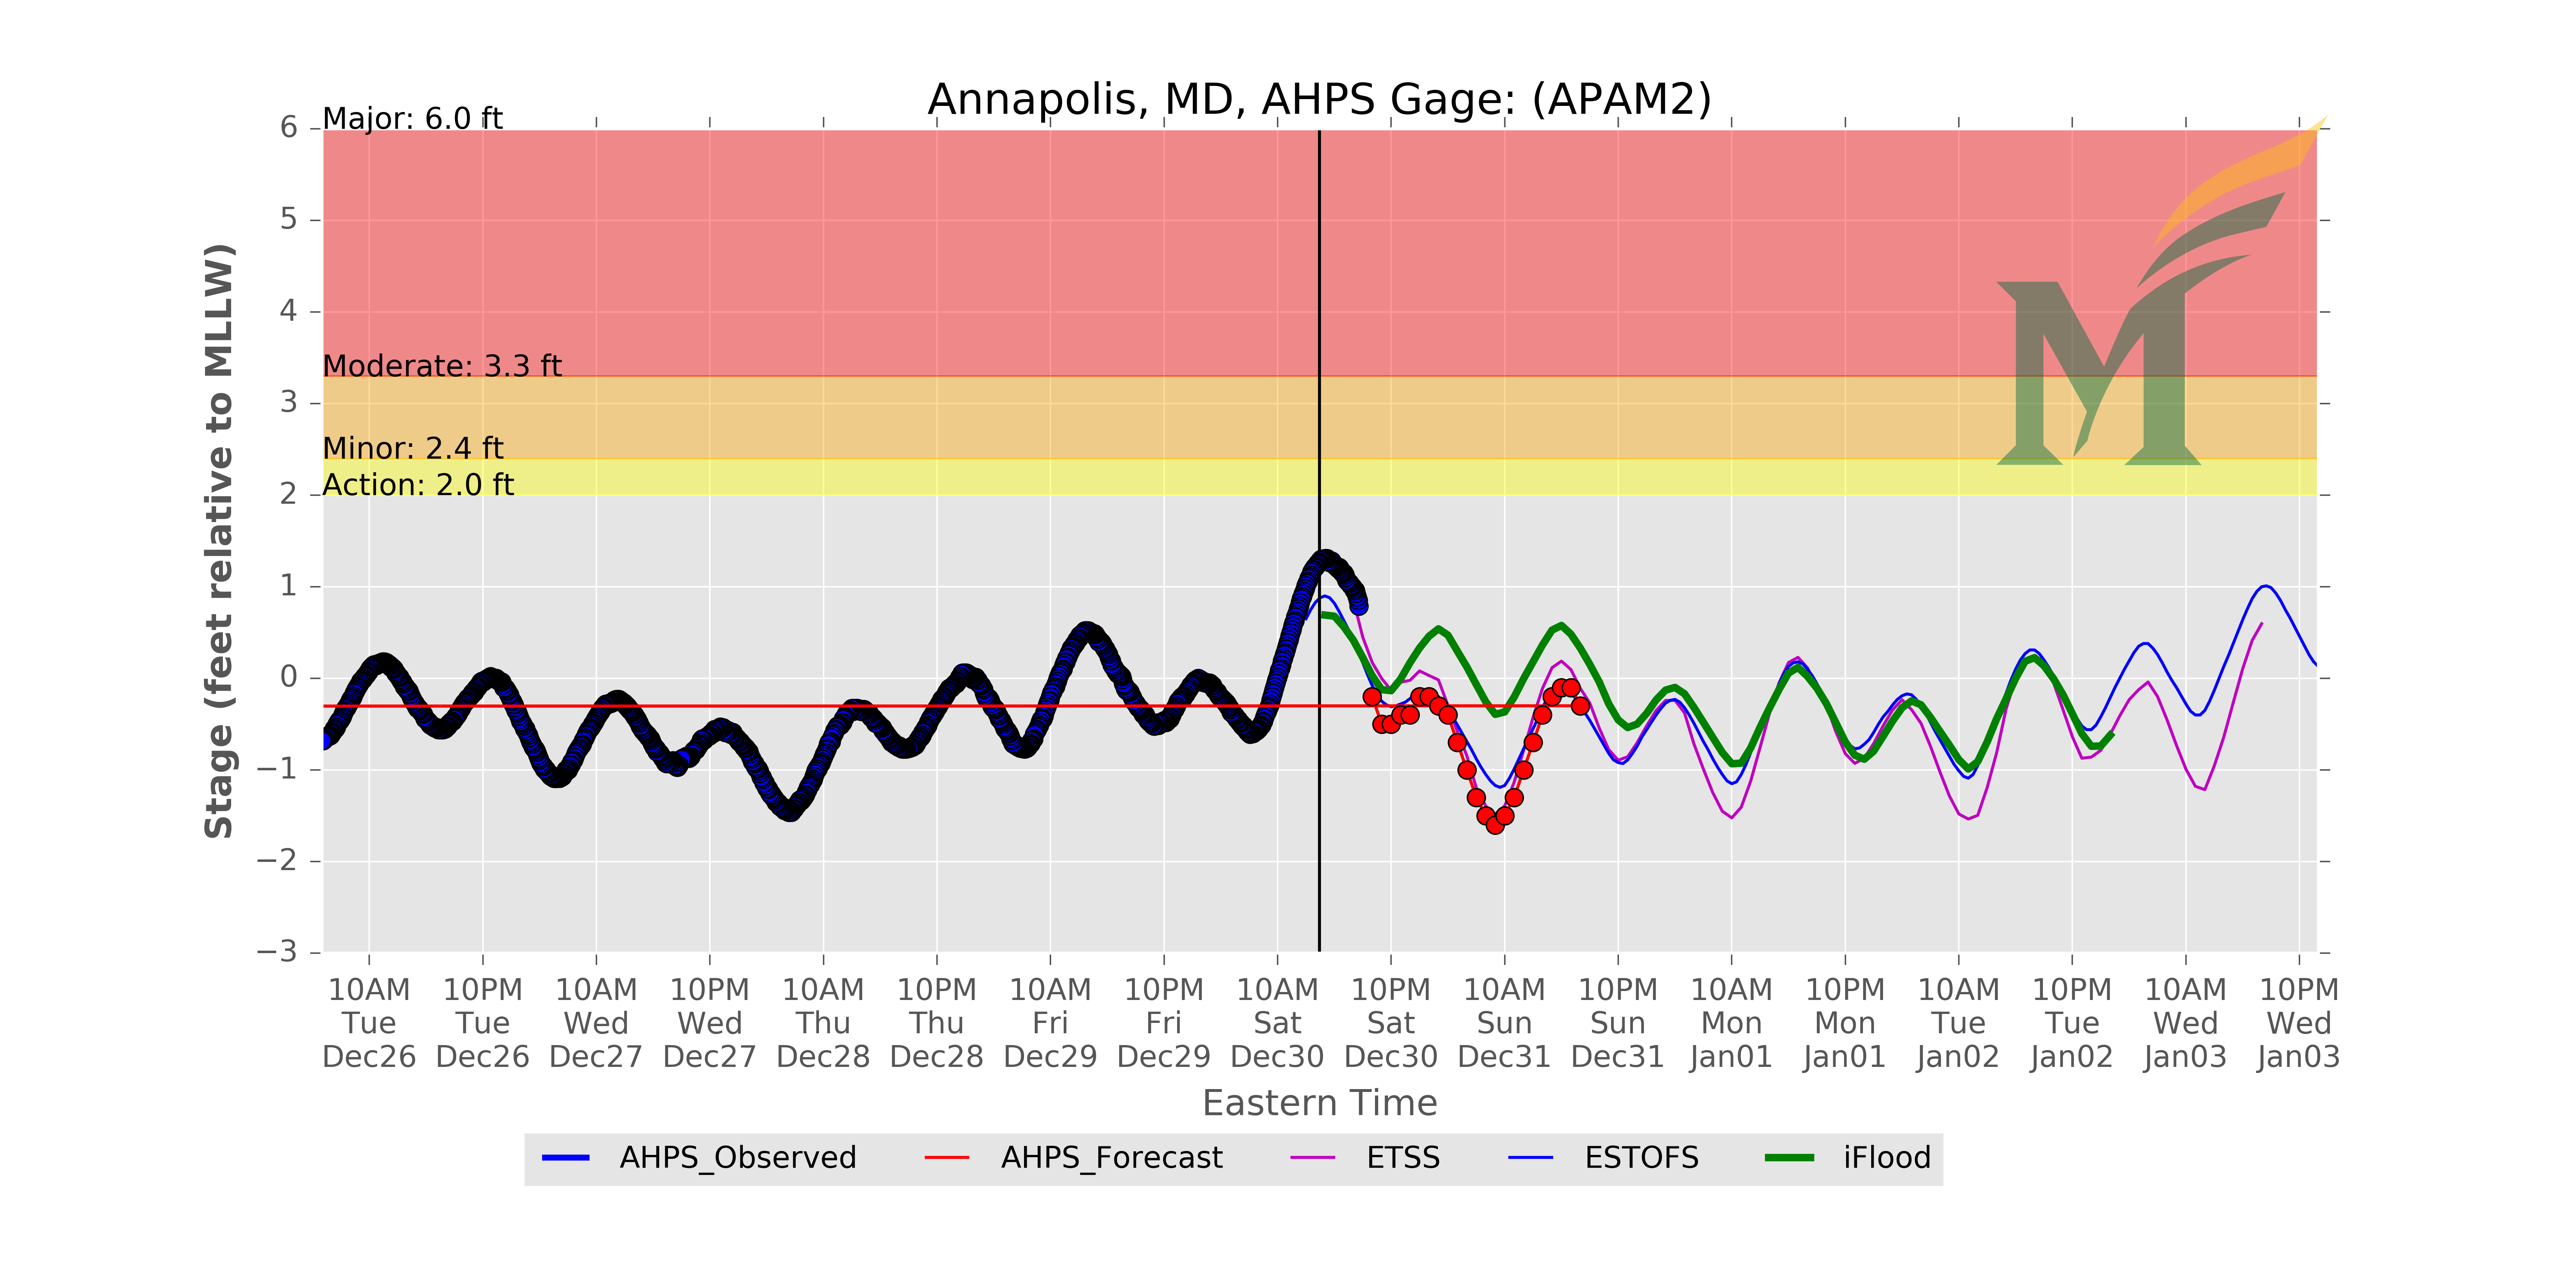 Annapolis, MD, AHPS Gage: (APAM2)
Major: 6.0 ft
Moderate: 3.3 ft
Minor: 2.4 ft
Action: 2.0 ft
6
5
4
3
2
1
0
−1
−2
−3
Stage (feet relative to MLLW)
10AM 10PM 10AM 10PM 10AM 10PM 10AM 10PM 10AM 10PM 10AM 10PM 10AM 10PM 10AM 10PM 10AM 10PM
Tue Tue Wed Wed Thu Thu Fri Fri Sat Sat Sun Sun Mon Mon Tue Tue Wed Wed
Dec26 Dec26 Dec27 Dec27 Dec28 Dec28 Dec29 Dec29 Dec30 Dec30 Dec31 Dec31 Jan01 Jan01 Jan02 Jan02 Jan03 Jan03
Eastern Time
AHPS_Observed AHPS_Forecast ETSS ESTOFS iFlood
M